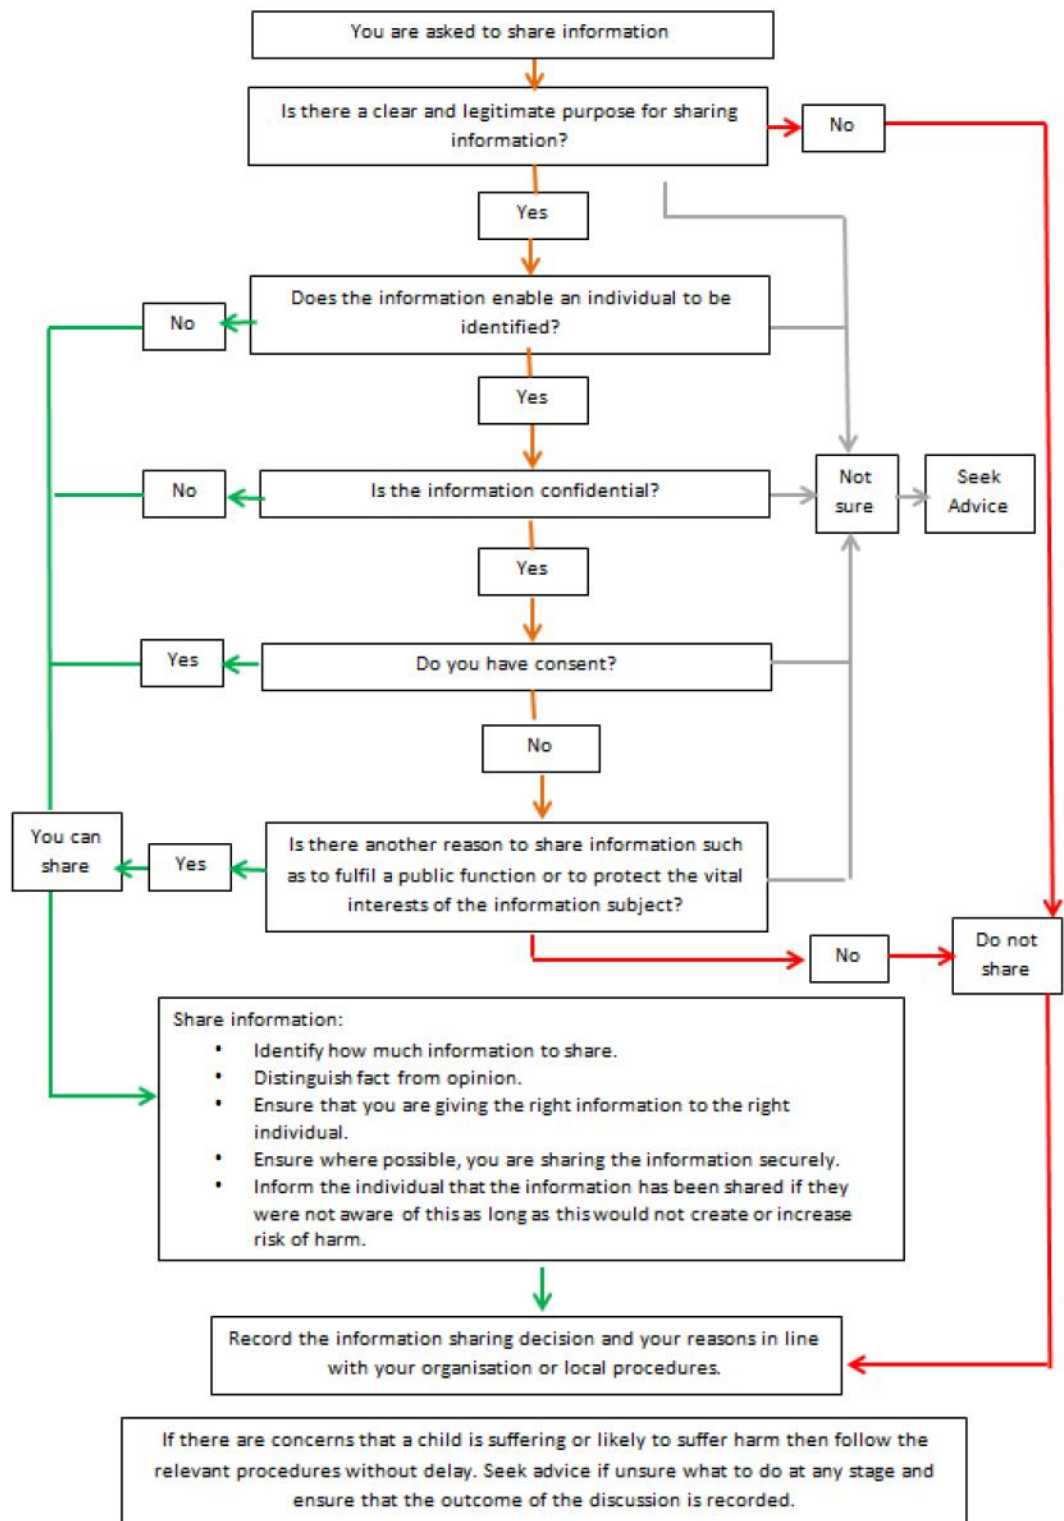 You are asked to share information
Is there a clear and legitimate purpose for sharing
information?
No
Yes
Does the information enable an individual to be
identified?
No
Yes
Is the information confidential?
No
Not
sure
Seek
Advice
Yes
Do you have consent?
Yes
No
Is there another reason to share information such
as to fulfil a public function or to protect the vital
interests of the information subject?
Yes
You can
share
No
Do not
share
Share information:
• Identify how much information to share.
• Distinguish fact from opinion.
• Ensure that you are giving the right information to the right
individual.
• Ensure where possible, you are sharing the information securely.
• Inform the individual that the information has been shared if they
were not aware of this as long as this would not create or increase
risk of harm.
Record the information sharing decision and your reasons in line
with your organisation or local procedures.
If there are concerns that a child is suffering or likely to suffer harm then follow the
relevant procedures without delay. Seek advice if unsure what to do at any stage and
ensure that the outcome of the discussion is recorded.